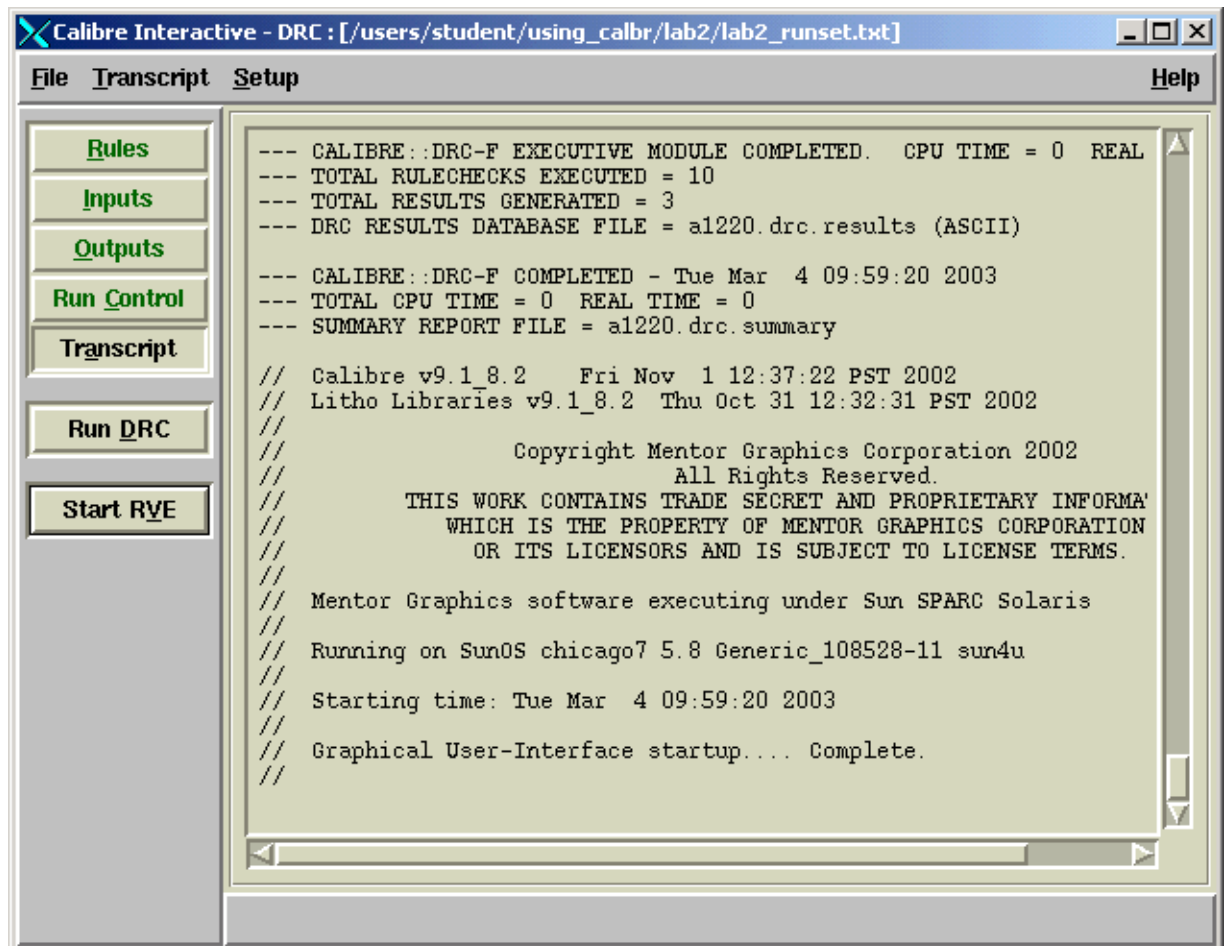 Calibre Interactive - DRC : [/users/student/using_calbr/lab2/lab2_runset.txt]
File Transcript Setup Help
Rules
Inputs
Outputs
Run Control
Transcript
Run DRC
Start RVE
--- CALIBRE::DRC-F EXECUTIVE MODULE COMPLETED. CPU TIME = 0 REAL
--- TOTAL RULECHECKS EXECUTED = 10
--- TOTAL RESULTS GENERATED = 3
--- DRC RESULTS DATABASE FILE = a1220.drc.results (ASCII)
--- CALIBRE::DRC-F COMPLETED - Tue Mar 4 09:59:20 2003
--- TOTAL CPU TIME = 0 REAL TIME = 0
--- SUMMARY REPORT FILE = a1220.drc.summary
// Calibre v9.1_8.2 Fri Nov 1 12:37:22 PST 2002
// Litho Libraries v9.1_8.2 Thu Oct 31 12:32:31 PST 2002
//
// Copyright Mentor Graphics Corporation 2002
// All Rights Reserved.
// THIS WORK CONTAINS TRADE SECRET AND PROPRIETARY INFORMA
// WHICH IS THE PROPERTY OF MENTOR GRAPHICS CORPORATION
// OR ITS LICENSORS AND IS SUBJECT TO LICENSE TERMS.
//
// Mentor Graphics software executing under Sun SPARC Solaris
//
// Running on SunOS chicago7 5.8 Generic_108528-11 sun4u
//
// Starting time: Tue Mar 4 09:59:20 2003
//
// Graphical User-Interface startup.... Complete.
//